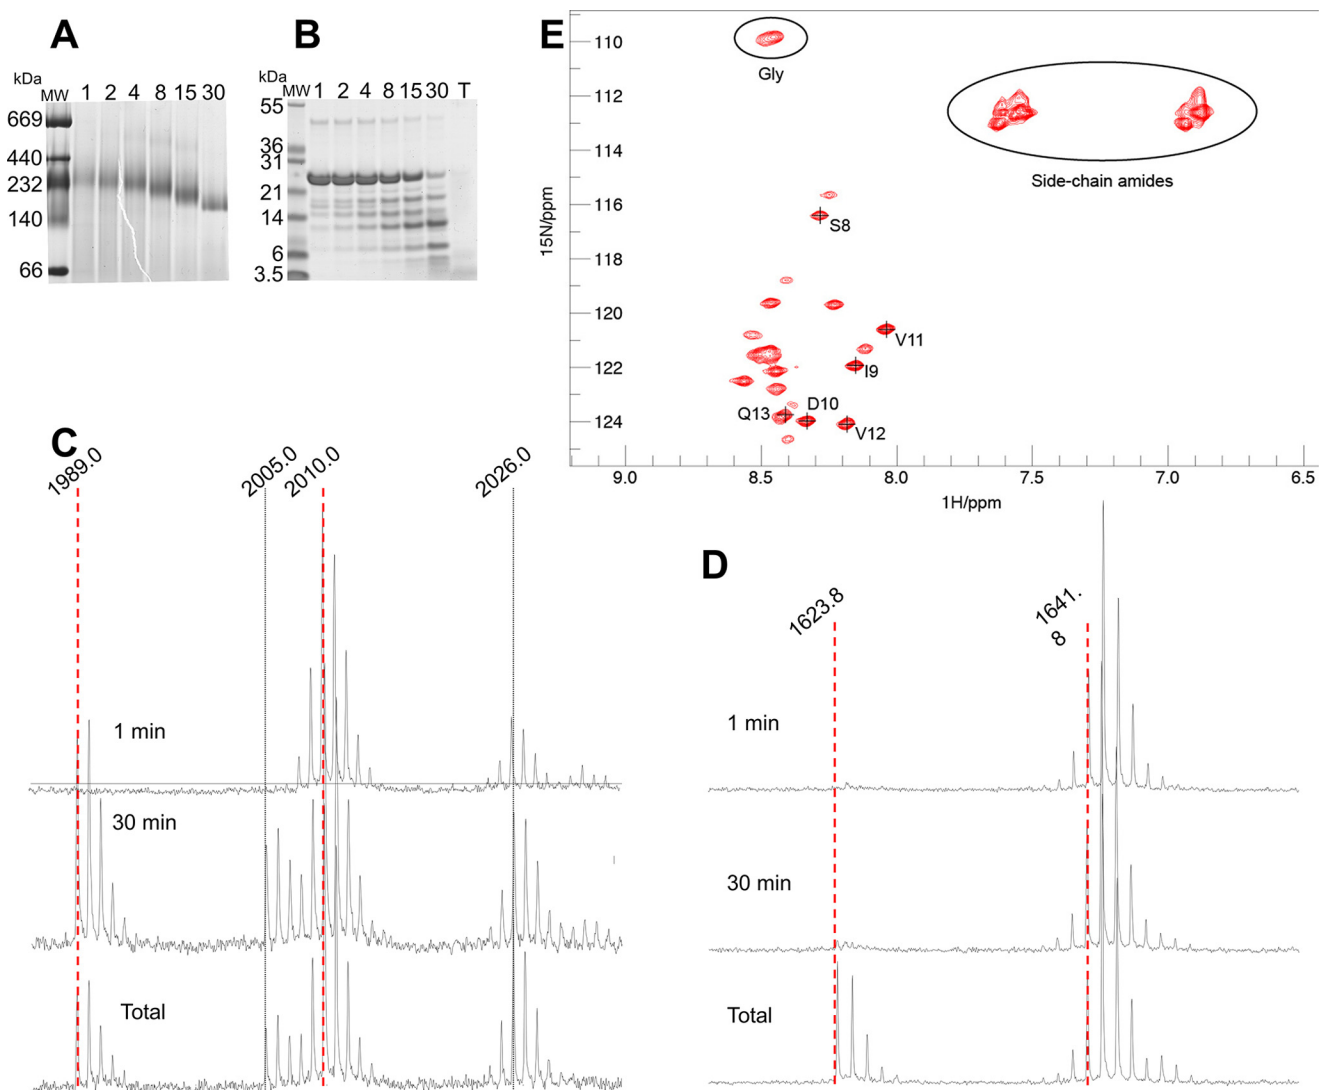 A
kDa
MW 1 2 4 8 15 30
669
440
232
140
66
B
kDa
MW 1 2 4 8 15 30 T
55
36
31
21
14
6
3.5
E
110
112
114
116
118
120
122
124
15N/ppm
Gly
Side-chain amides
S8
V11
I9
Q13
D10
V12
9.0 8.5 8.0 7.5 7.0 6.5
1H/ppm
C
1989.0
2005.0
2010.0
2026.0
1 min
30 min
Total
D
1623.8
1641.
8
1 min
30 min
Total